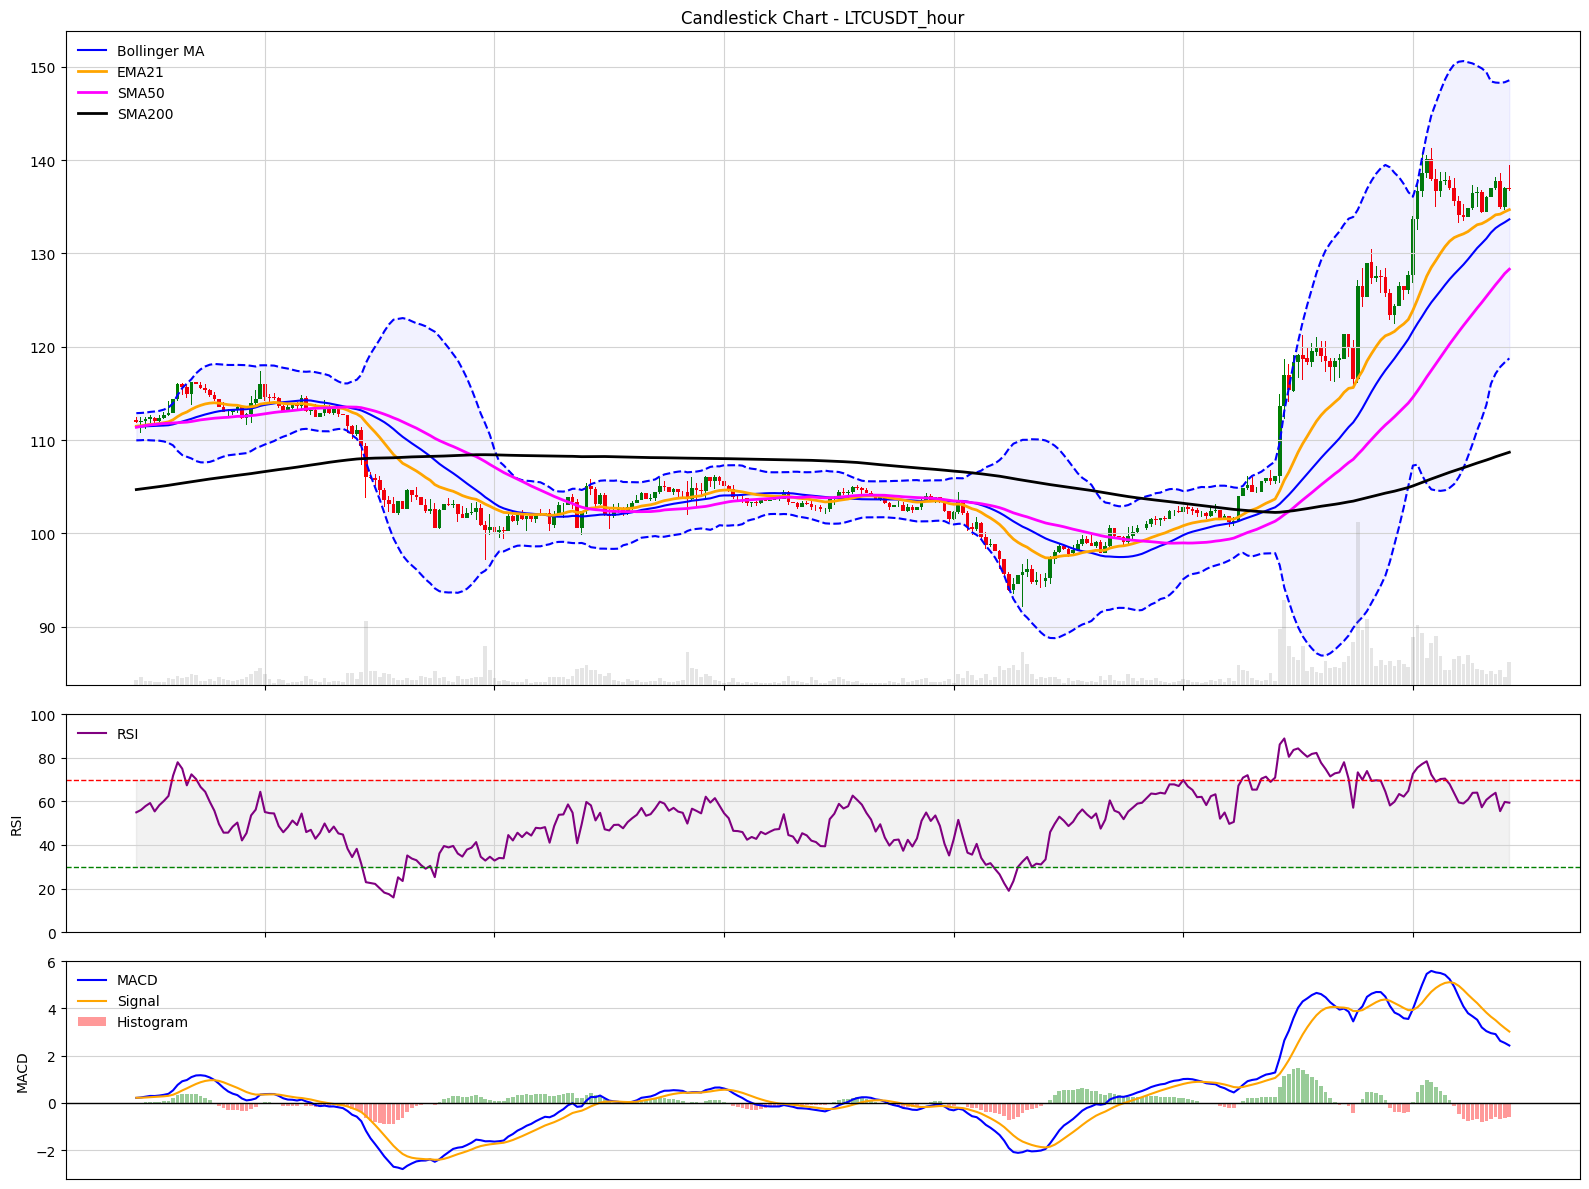 Candlestick Chart - LTCUSDT_hour
Bollinger MA
EMA21
SMA50
SMA200
150
140
130
120
110
100
90
RSI
100
80
60
40
20
0
RSI
MACD
Signal
Histogram
6
4
2
0
−2
MACD